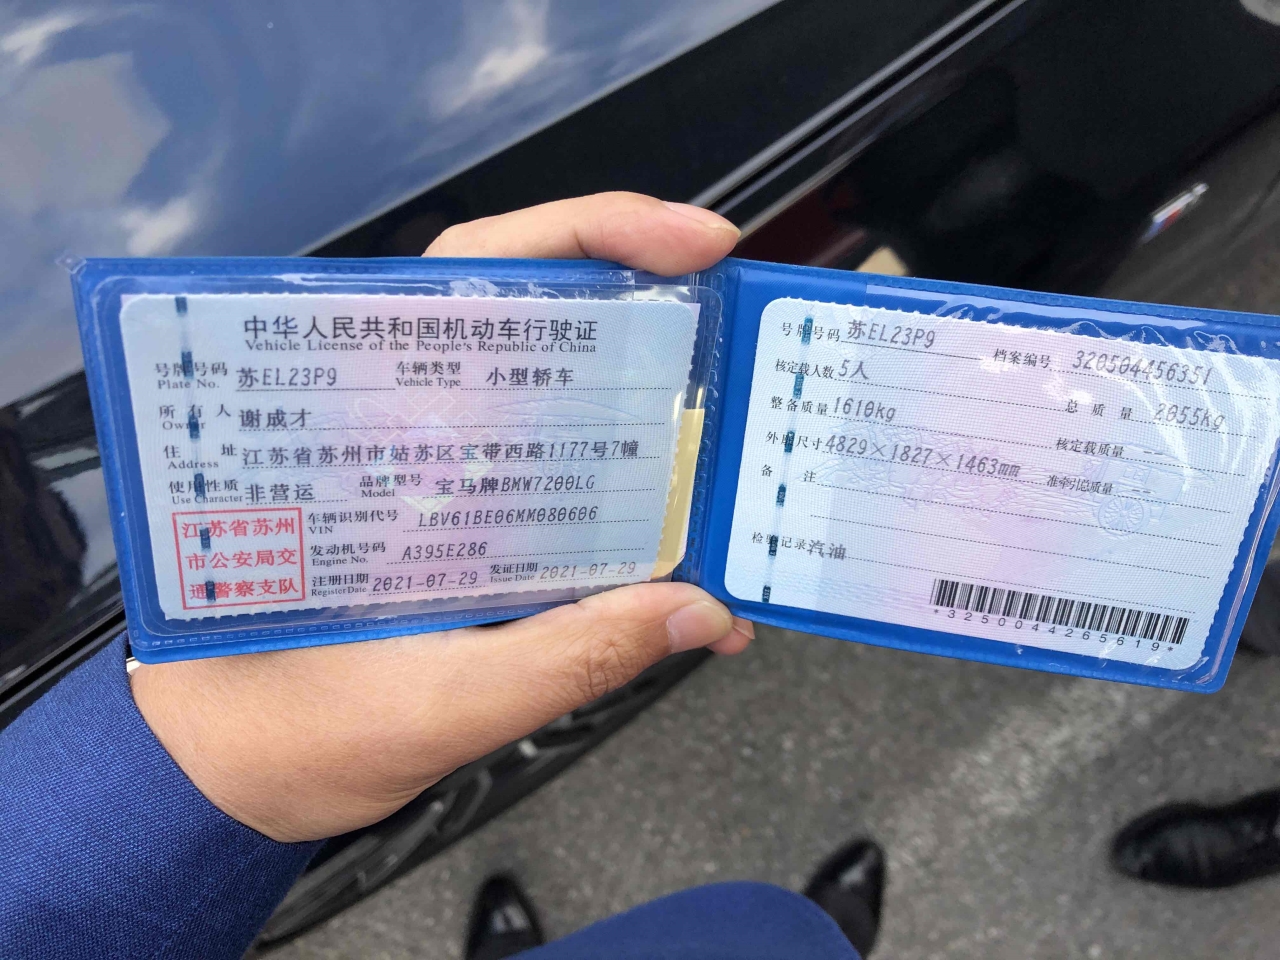 中华人民共和国机动车行驶证
Vehicle License of the People's Republic of China
号牌号码 Plate No. 苏EL23P9 车辆类型 Vehicle Type 小型轿车
所有人 Owner 谢成才
住址 Address 江苏省苏州市姑苏区宝带西路1177号7幢
使用性质 Use Character 非营运 品牌型号 Model 宝马牌BMW7200LG
江苏省苏州
市公安局交
通警察支队
车辆识别代号 VIN LBV61BE06MM080606
发动机号码 Engine No. A395E286
注册日期 Register Date 2021-07-29 发证日期 Issue Date 2021-07-29
号牌号码 苏EL23P9 档案编号 320504456351
核定载人数 5人 总质量 2055kg
整备质量 1610kg 核定载质量 --
外廓尺寸 4829×1827×1463mm 准牵引总质量 --
备注
检验记录 汽油
*3250044265619*